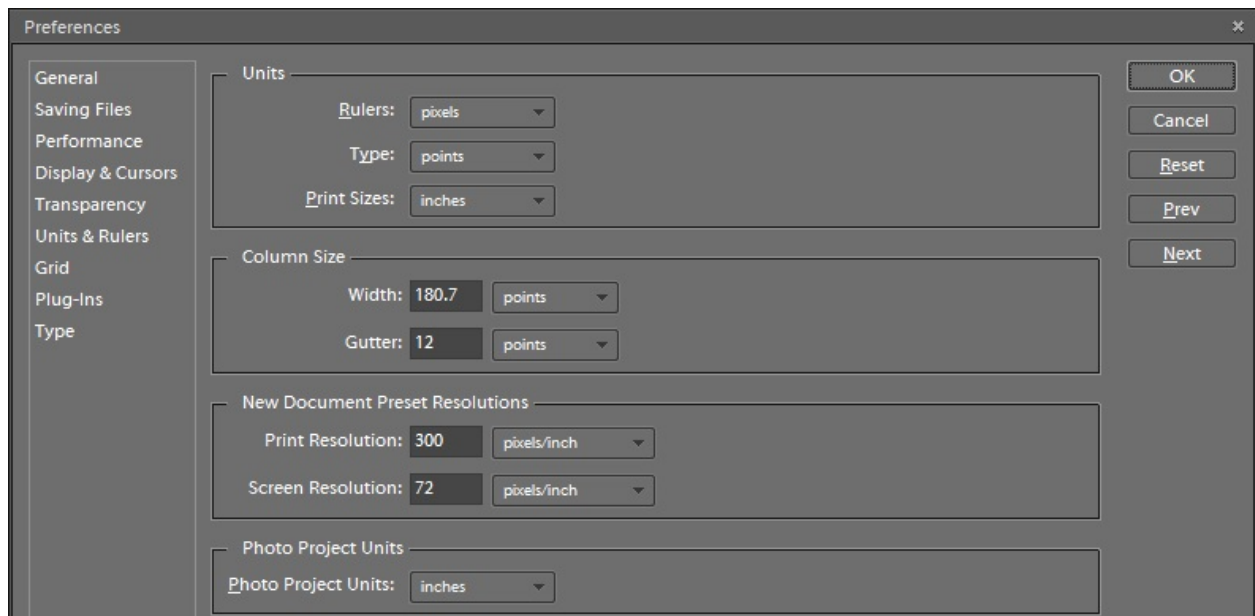 Preferences
General
Saving Files
Performance
Display & Cursors
Transparency
Units & Rulers
Grid
Plug-Ins
Type
Units
Rulers: pixels
Type: points
Print Sizes: inches
Column Size
Width: 180.7 points
Gutter: 12 points
New Document Preset Resolutions
Print Resolution: 300 pixels/inch
Screen Resolution: 72 pixels/inch
Photo Project Units
Photo Project Units: inches
OK
Cancel
Reset
Prev
Next